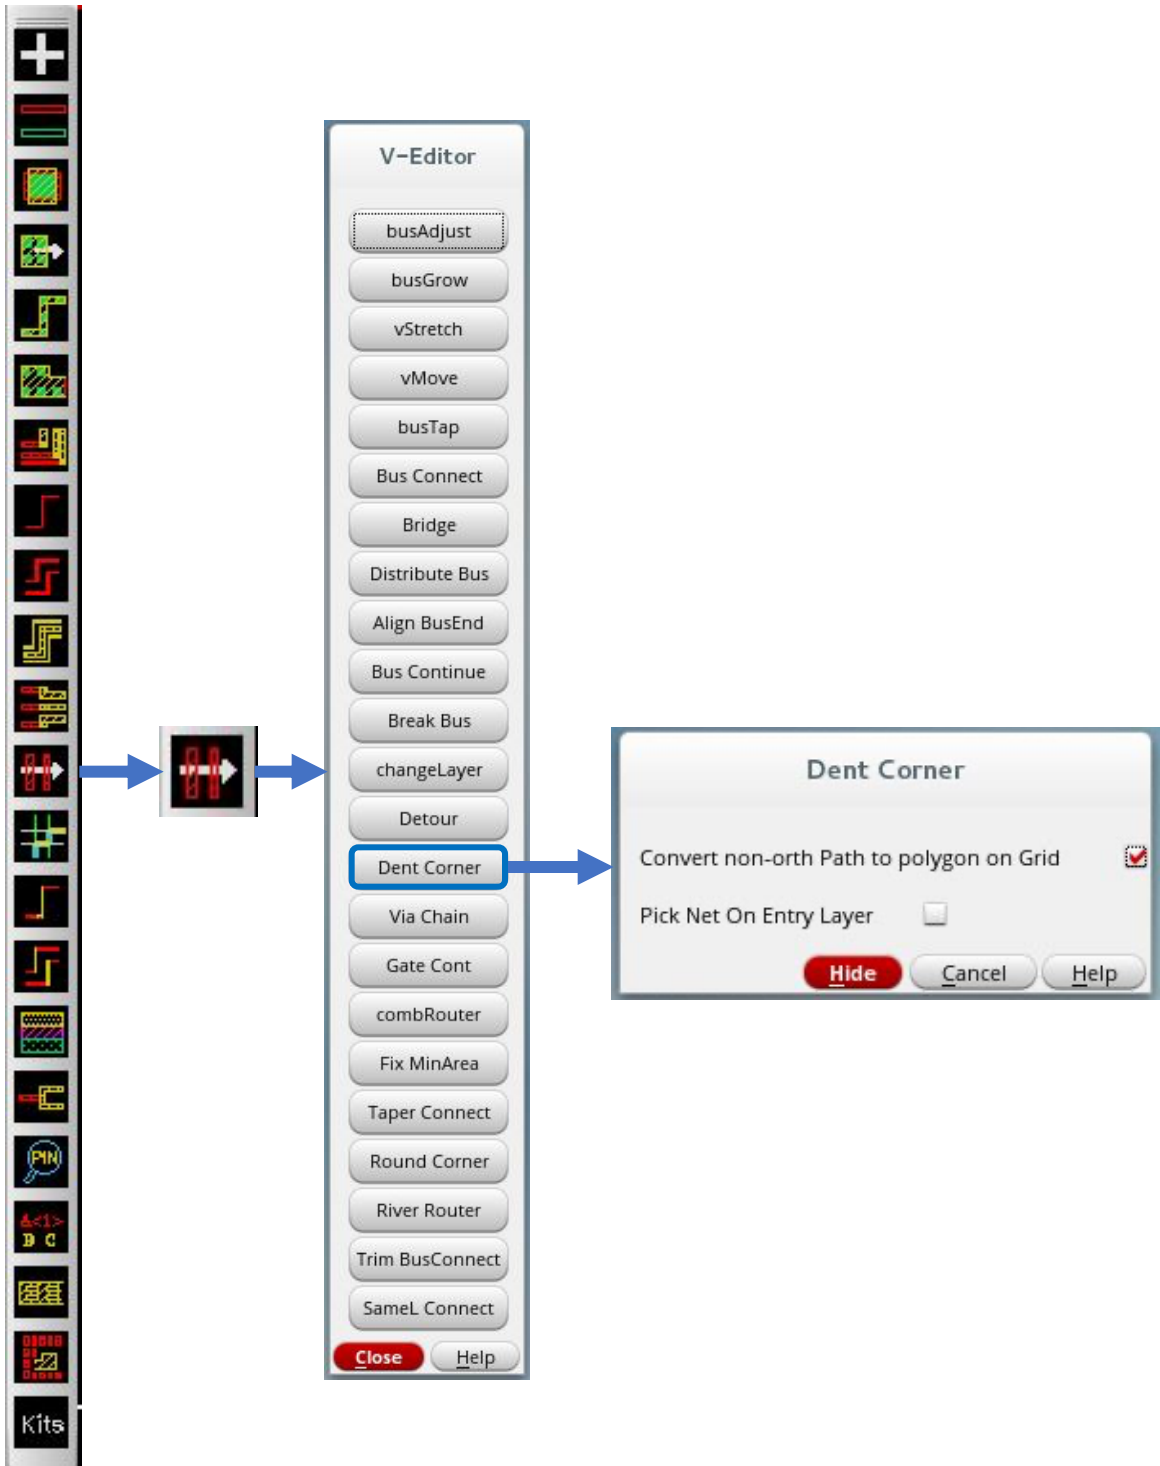 PIN
A<1>
B C
Kits
V-Editor
busAdjust
busGrow
vStretch
vMove
busTap
Bus Connect
Bridge
Distribute Bus
Align BusEnd
Bus Continue
Break Bus
changeLayer
Detour
Dent Corner
Via Chain
Gate Cont
combRouter
Fix MinArea
Taper Connect
Round Corner
River Router
Trim BusConnect
SameL Connect
Close Help
Dent Corner
Convert non-orth Path to polygon on Grid
Pick Net On Entry Layer
Hide Cancel Help